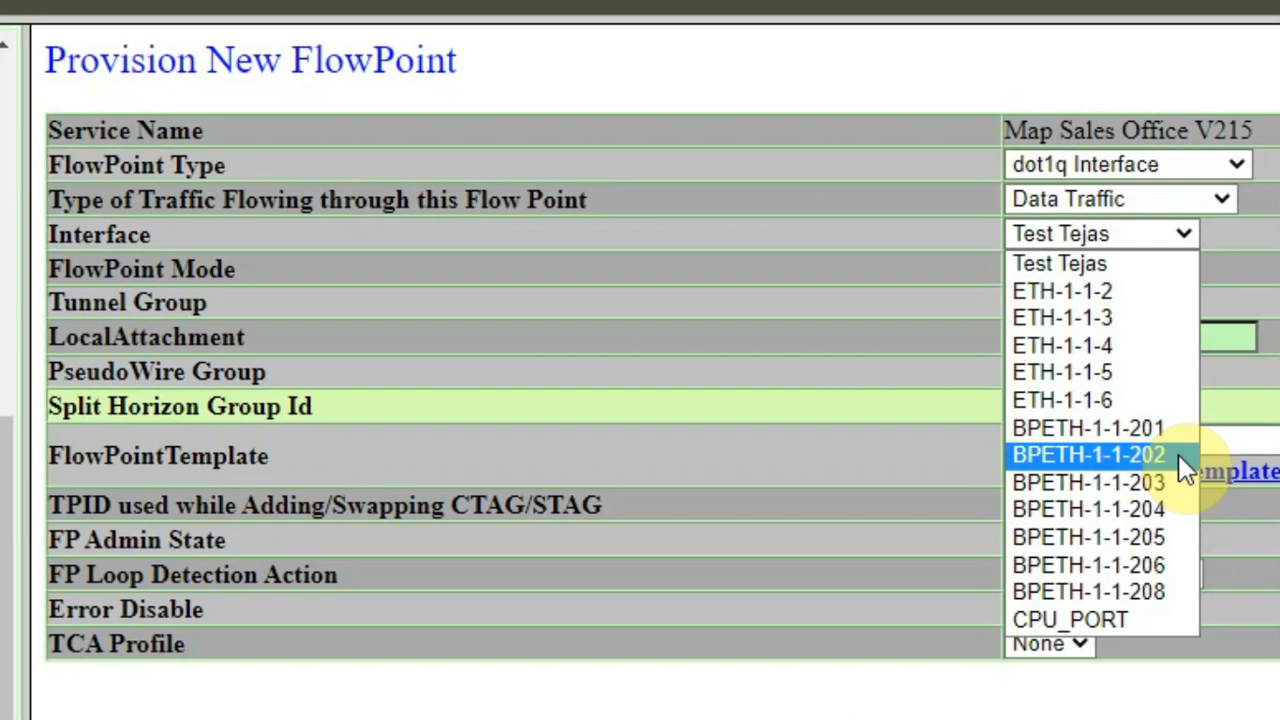 Provision New FlowPoint
Service Name Map Sales Office V215
FlowPoint Type dot1q Interface
Type of Traffic Flowing through this Flow Point Data Traffic
Interface Test Tejas
FlowPoint Mode
Tunnel Group
LocalAttachment
PseudoWire Group
Split Horizon Group Id
FlowPointTemplate
TPID used while Adding/Swapping CTAG/STAG
FP Admin State
FP Loop Detection Action
Error Disable
TCA Profile None
Test Tejas
ETH-1-1-2
ETH-1-1-3
ETH-1-1-4
ETH-1-1-5
ETH-1-1-6
BPETH-1-1-201
BPETH-1-1-202
BPETH-1-1-203
BPETH-1-1-204
BPETH-1-1-205
BPETH-1-1-206
BPETH-1-1-208
CPU_PORT